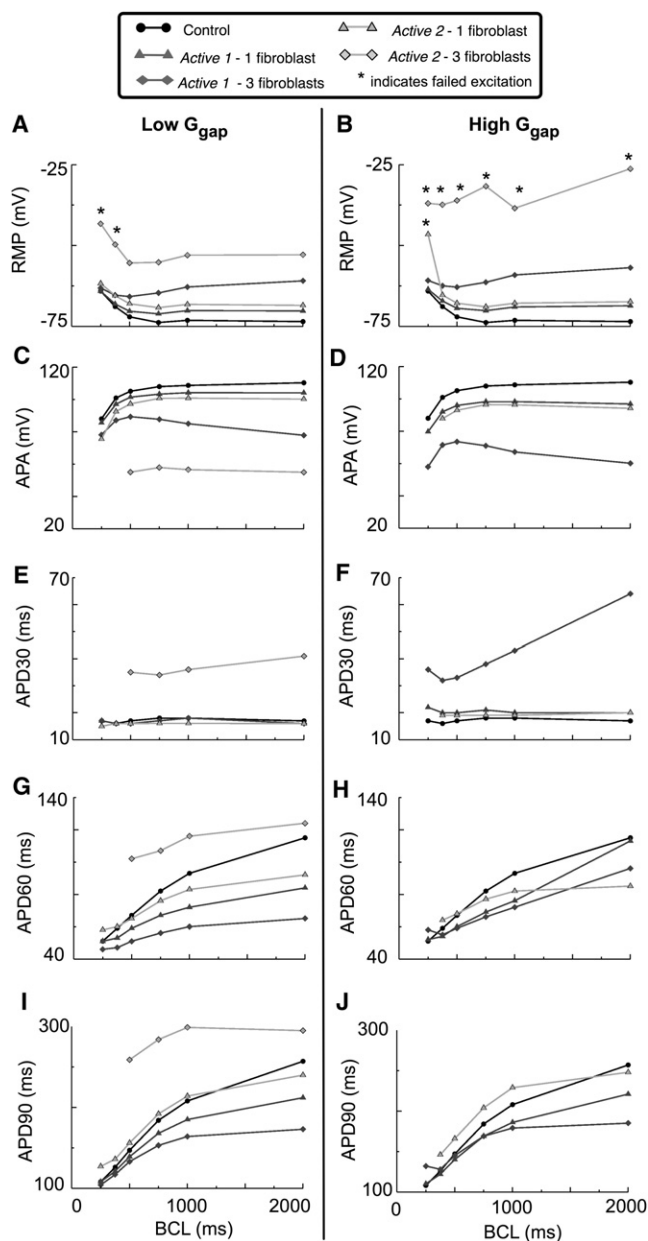 Control
Active 1 - 1 fibroblast
Active 1 - 3 fibroblasts
Active 2 - 1 fibroblast
Active 2 - 3 fibroblasts
* indicates failed excitation
Low Ggap
High Ggap
A
-25
RMP (mV)
-75
* *
B
-25
RMP (mV)
-75
* * * * * * *
C
120
APA (mV)
20
D
120
APA (mV)
20
E
70
APD30 (ms)
10
F
70
APD30 (ms)
10
G
140
APD60 (ms)
40
H
140
APD60 (ms)
40
I
300
APD90 (ms)
100
0 1000 2000
BCL (ms)
J
300
APD90 (ms)
100
0 1000 2000
BCL (ms)